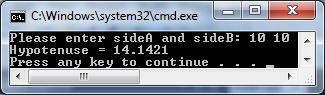 C:\Windows\system32\cmd.exe
Please enter sideA and sideB: 10 10
Hypotenuse = 14.1421
Press any key to continue . . .